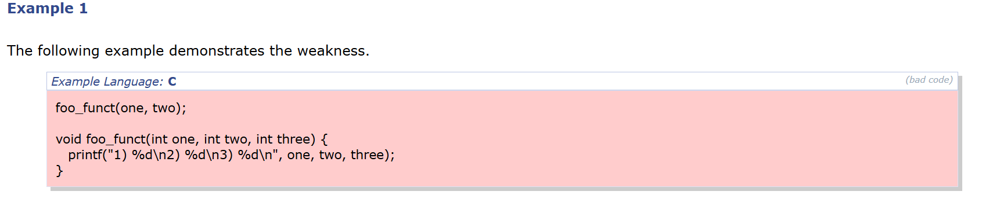 Example 1
The following example demonstrates the weakness.
Example Language: C
(bad code)
foo_funct(one, two);
void foo_funct(int one, int two, int three) {
printf("1) %d\n2) %d\n3) %d\n", one, two, three);
}